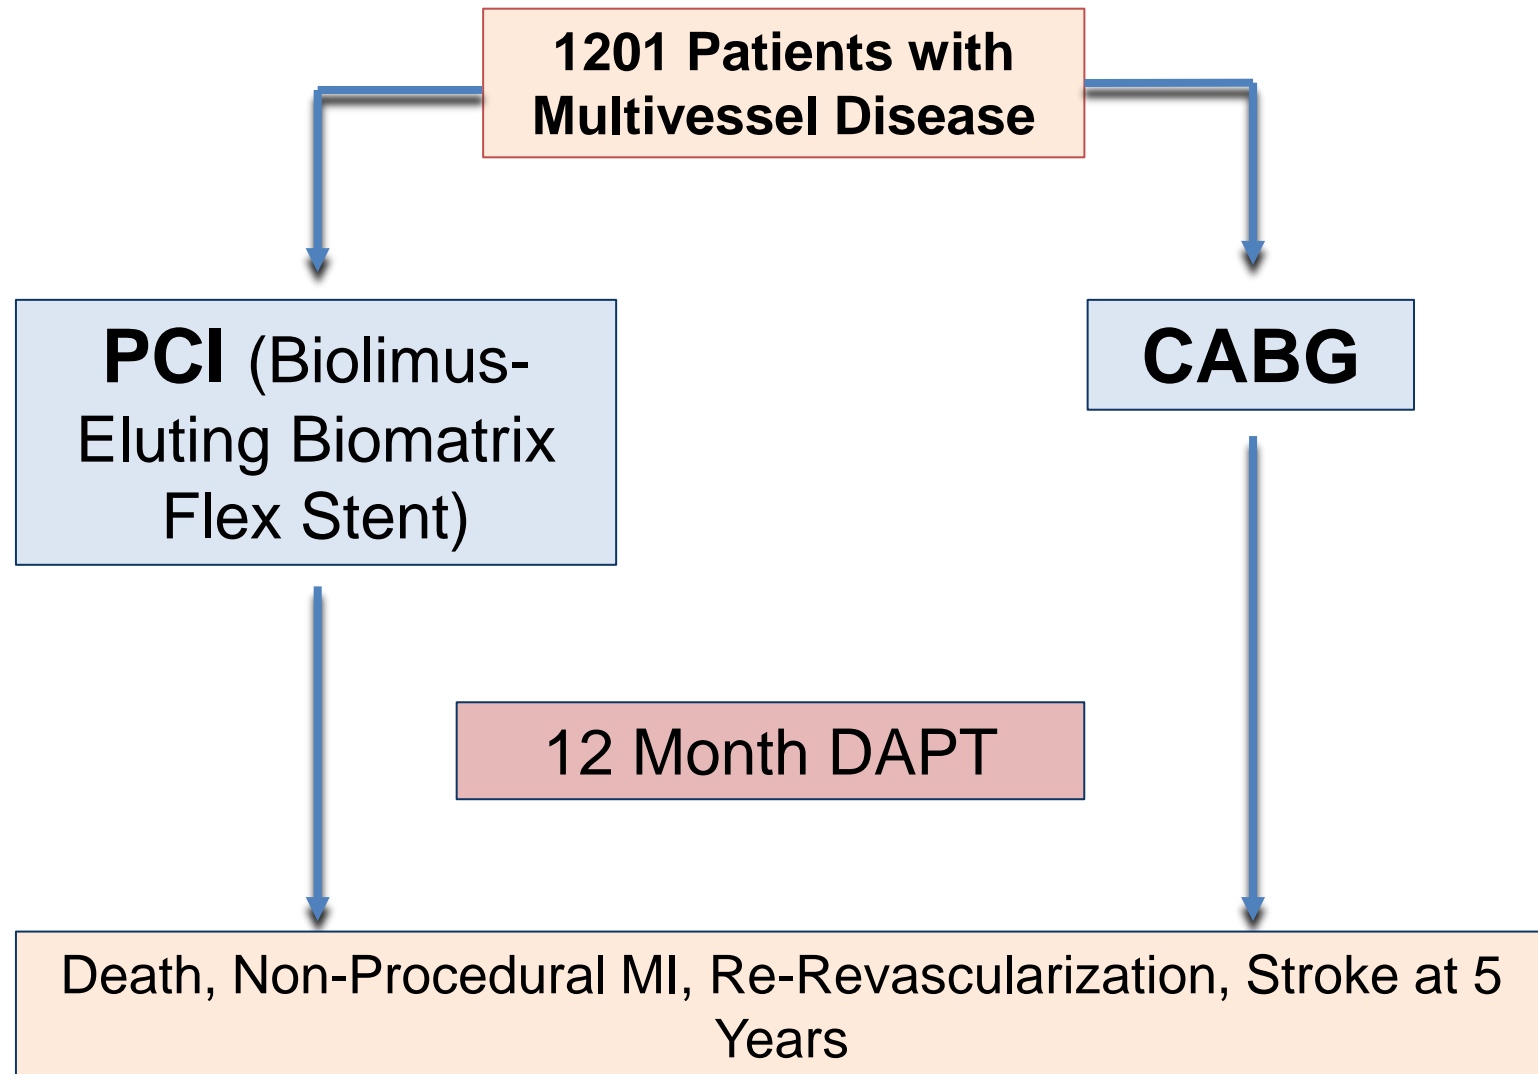 1201 Patients with
Multivessel Disease
PCI (Biolimus-
Eluting Biomatrix
Flex Stent)
CABG
12 Month DAPT
Death, Non-Procedural MI, Re-Revascularization, Stroke at 5
Years